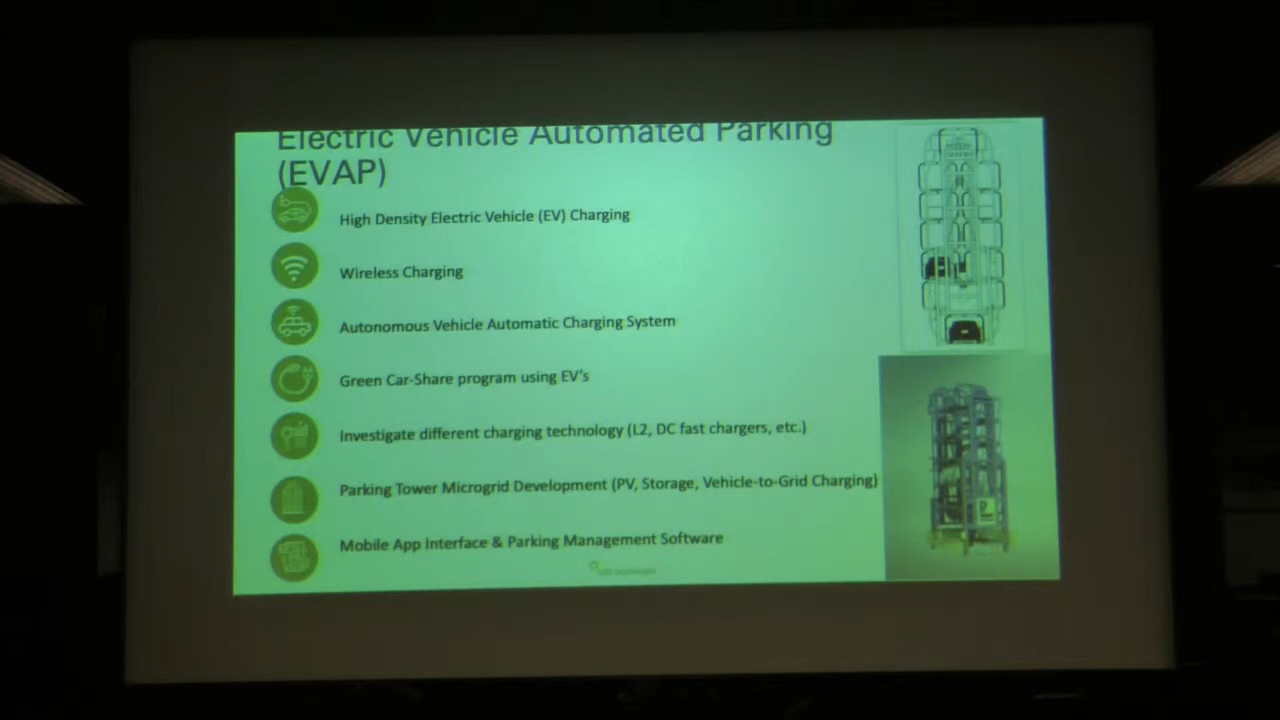 Electric Vehicle Automated Parking
(EVAP)
High Density Electric Vehicle (EV) Charging
Wireless Charging
Autonomous Vehicle Automatic Charging System
Green Car-Share program using EV's
Investigate different charging technology (L2, DC fast chargers, etc.)
Parking Tower Microgrid Development (PV, Storage, Vehicle-to-Grid Charging)
Mobile App Interface & Parking Management Software
P